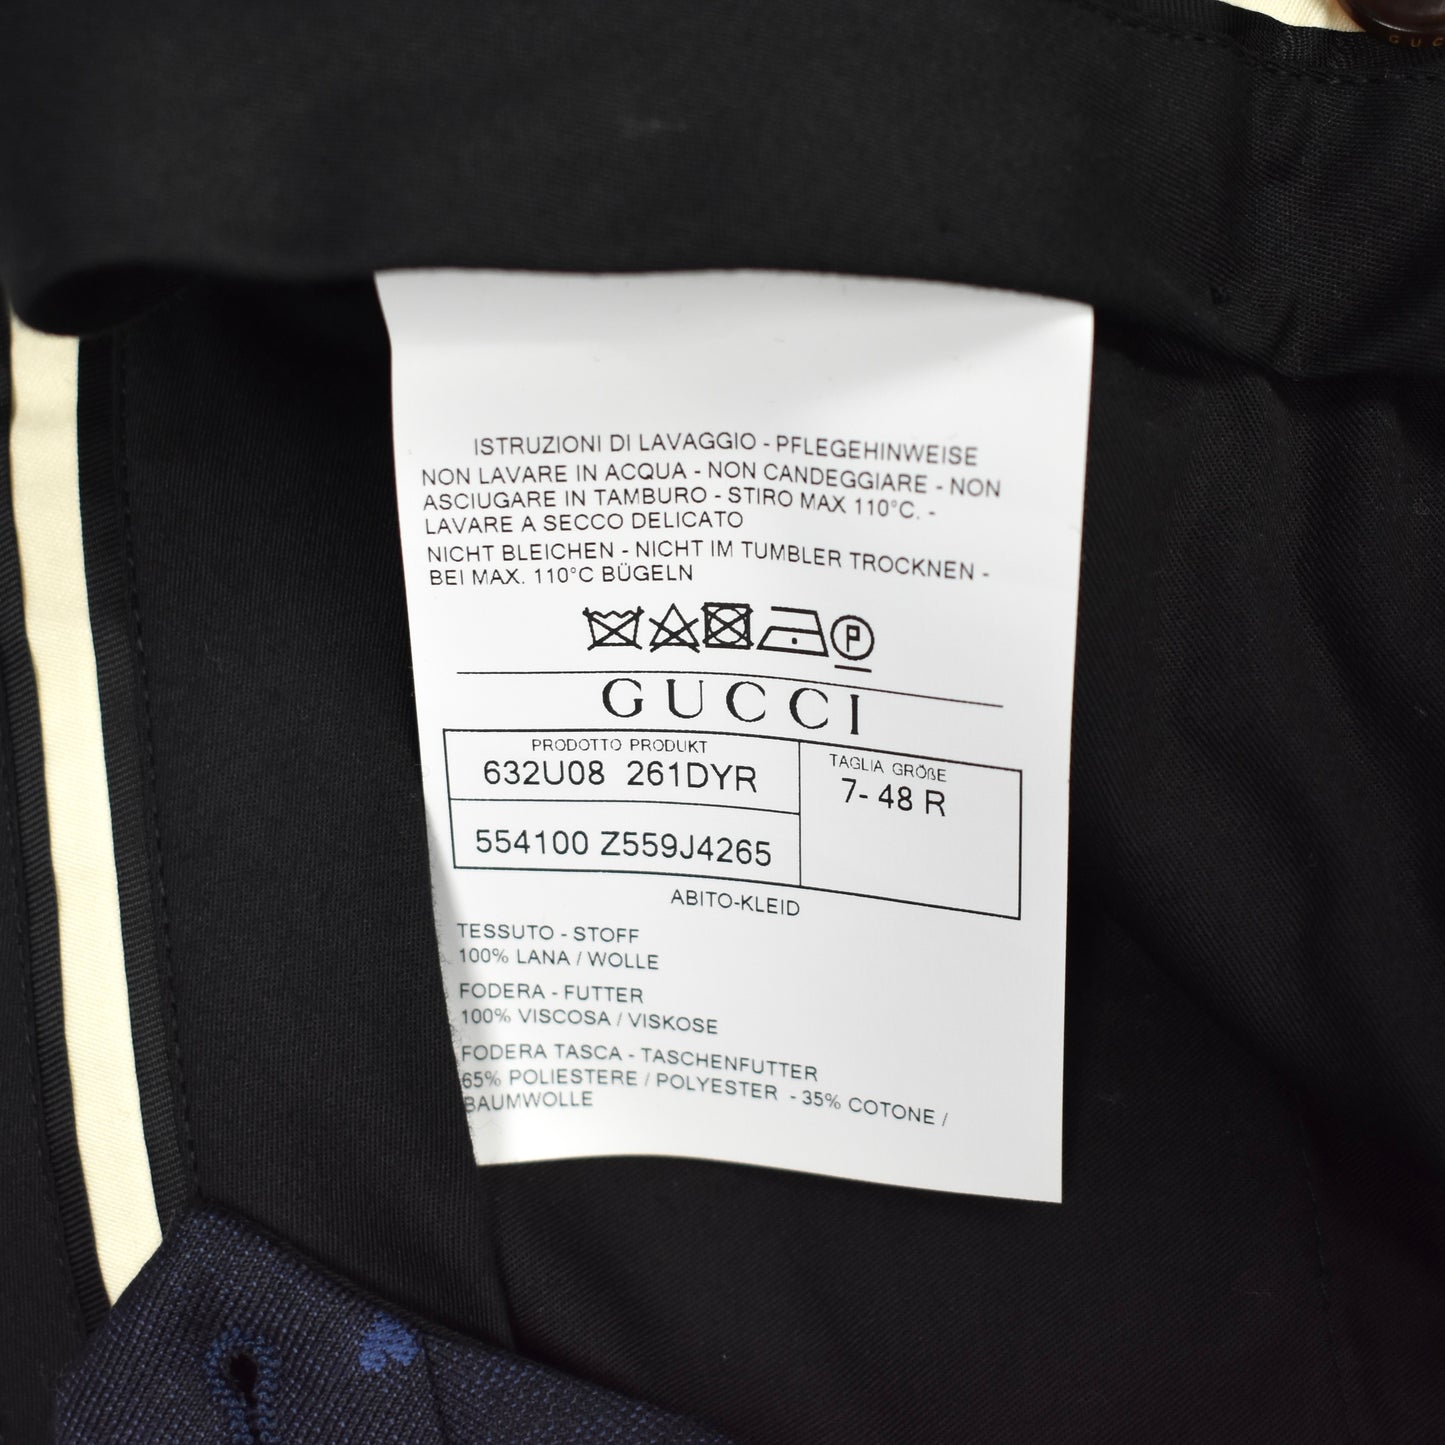 GUC
ISTRUZIONI DI LAVAGGIO - PFLEGEHINWEISE
NON LAVARE IN ACQUA - NON CANDEGGIARE - NON
ASCIUGARE IN TAMBURO - STIRO MAX 110°C. -
LAVARE A SECCO DELICATO
NICHT BLEICHEN - NICHT IM TUMBLER TROCKNEN -
BEI MAX. 110°C BÜGELN
P
GUCCI
PRODOTTO PRODUKT
632U08 261DYR
554100 Z559J4265
TAGLIA GRÖßE
7- 48 R
ABITO-KLEID
TESSUTO - STOFF
100% LANA / WOLLE
FODERA - FUTTER
100% VISCOSA / VISKOSE
FODERA TASCA - TASCHENFUTTER
65% POLIESTERE / POLYESTER - 35% COTONE /
BAUMWOLLE